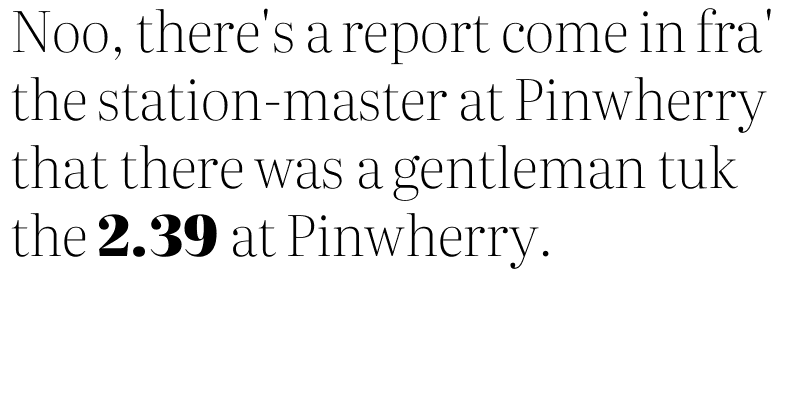 Noo, there's a report come in fra'
the station-master at Pinwherry
that there was a gentleman tuk
the 2.39 at Pinwherry.